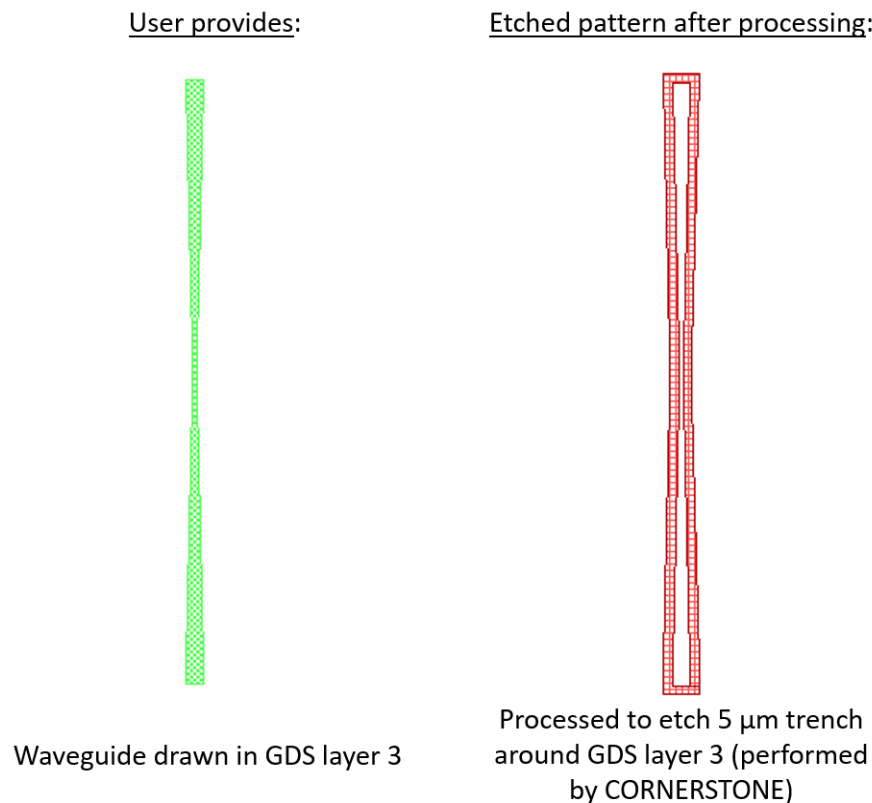 User provides:
Etched pattern after processing:
Waveguide drawn in GDS layer 3
Processed to etch 5 μm trench
around GDS layer 3 (performed
by CORNERSTONE)